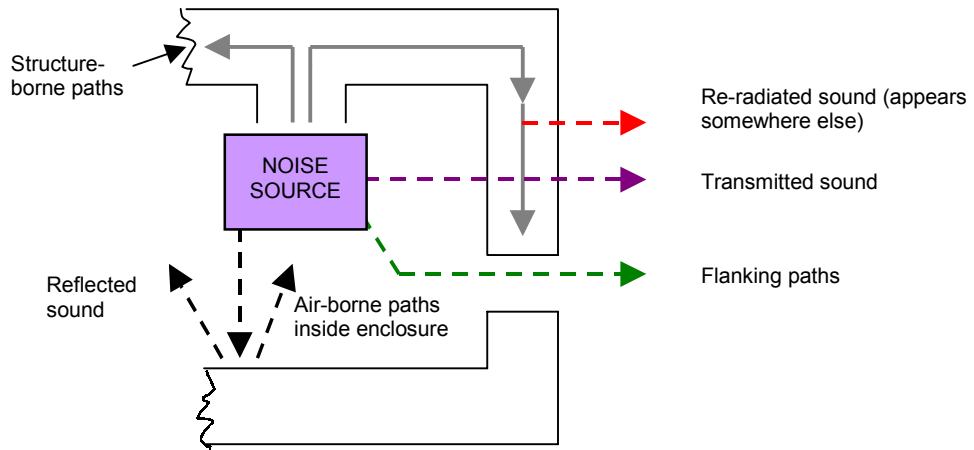 Structure-
borne paths
Re-radiated sound (appears
somewhere else)
NOISE
SOURCE
Transmitted sound
Reflected
sound
Air-borne paths
inside enclosure
Flanking paths